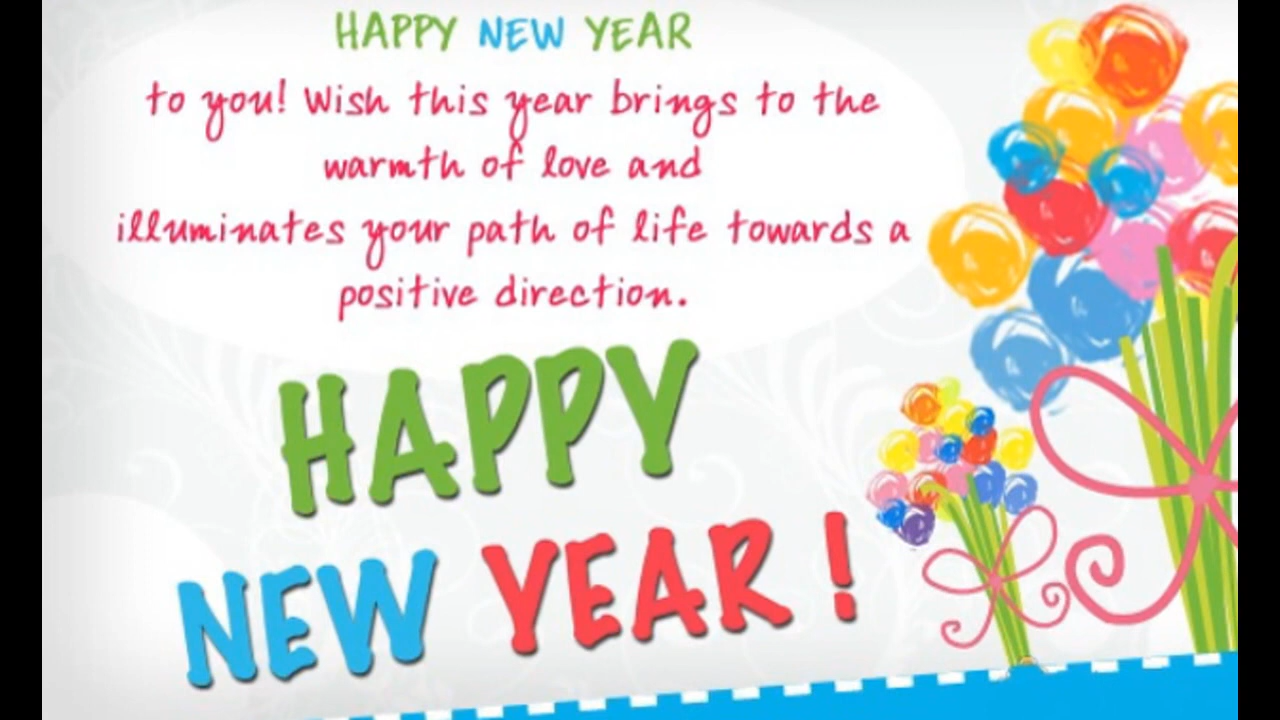 HAPPY NEW YEAR
to you! Wish this year brings to the
warmth of love and
illuminates your path of life towards a
positive direction.
HAPPY
NEW YEAR!